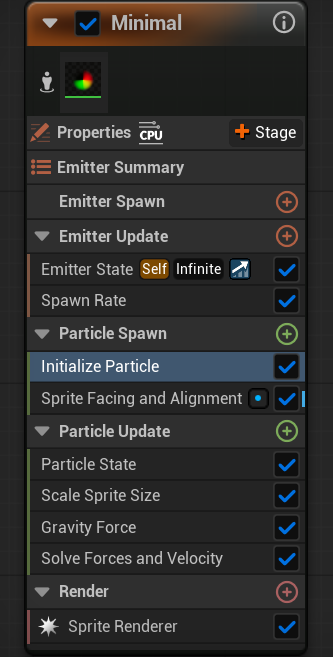 Minimal
Properties CPU + Stage
Emitter Summary
Emitter Spawn
Emitter Update
Emitter State Self Infinite
Spawn Rate
Particle Spawn
Initialize Particle
Sprite Facing and Alignment
Particle Update
Particle State
Scale Sprite Size
Gravity Force
Solve Forces and Velocity
Render
Sprite Renderer